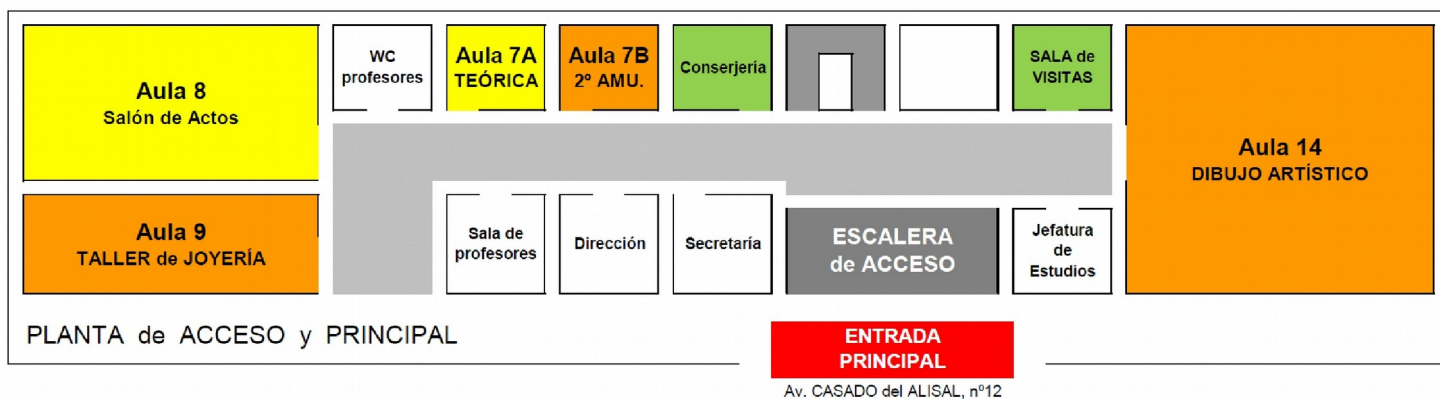 Aula 8
Salón de Actos
WC
profesores
Aula 7A
TEÓRICA
Aula 7B
2º AMU.
Conserjería
SALA de
VISITAS
Aula 14
DIBUJO ARTÍSTICO
Aula 9
TALLER de JOYERÍA
Sala de
profesores
Dirección
Secretaría
ESCALERA
de ACCESO
Jefatura
de
Estudios
PLANTA de ACCESO y PRINCIPAL
ENTRADA
PRINCIPAL
Av. CASADO del ALISAL, nº12